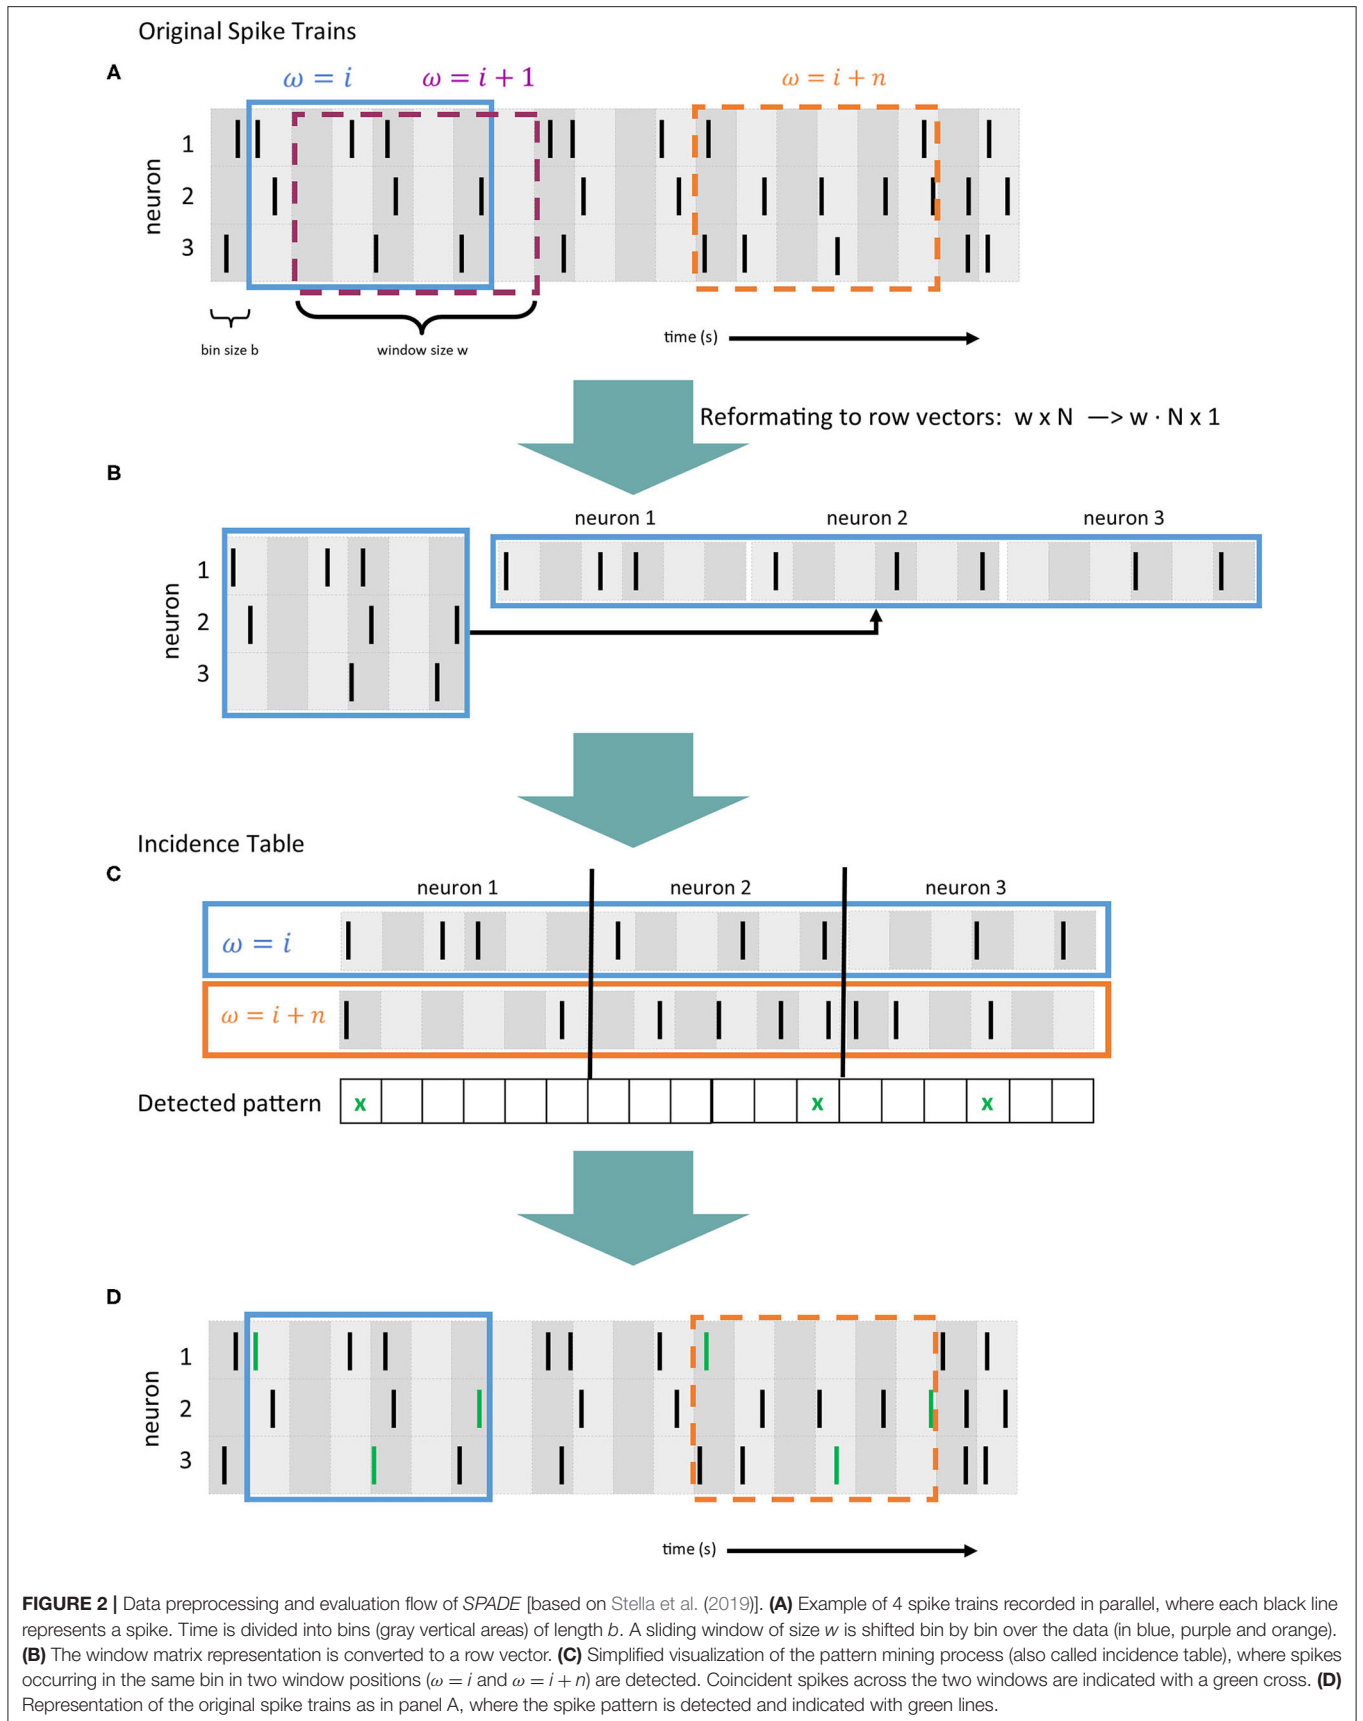 Original Spike Trains
A
ω = i
ω = i + 1
ω = i + n
neuron
1
2
3
bin size b
window size w
time (s)
Reformating to row vectors: w x N —> w · N x 1
B
neuron 1
neuron 2
neuron 3
neuron
1
2
3
Incidence Table
C
neuron 1
neuron 2
neuron 3
ω = i
ω = i + n
Detected pattern
x
x
x
D
neuron
1
2
3
time (s)
FIGURE 2 | Data preprocessing and evaluation flow of SPADE [based on Stella et al. (2019)]. (A) Example of 4 spike trains recorded in parallel, where each black line
represents a spike. Time is divided into bins (gray vertical areas) of length b. A sliding window of size w is shifted bin by bin over the data (in blue, purple and orange).
(B) The window matrix representation is converted to a row vector. (C) Simplified visualization of the pattern mining process (also called incidence table), where spikes
occurring in the same bin in two window positions (ω = i and ω = i + n) are detected. Coincident spikes across the two windows are indicated with a green cross. (D)
Representation of the original spike trains as in panel A, where the spike pattern is detected and indicated with green lines.